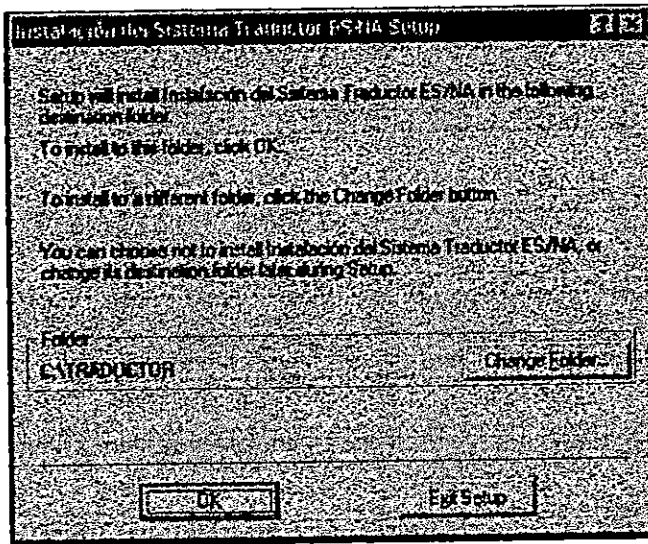 Instalación del Sistema Traductor ES/NA Setup
Setup will install Instalación del Sistema Traductor ES/NA in the following
destination folder.
To install to this folder, click OK.
To install to a different folder, click the Change Folder button.
You can choose not to install Instalación del Sistema Traductor ES/NA, or
change its destination folder later during Setup.
Folder
C:\TRADUCTOR
Change Folder...
OK
Exit Setup